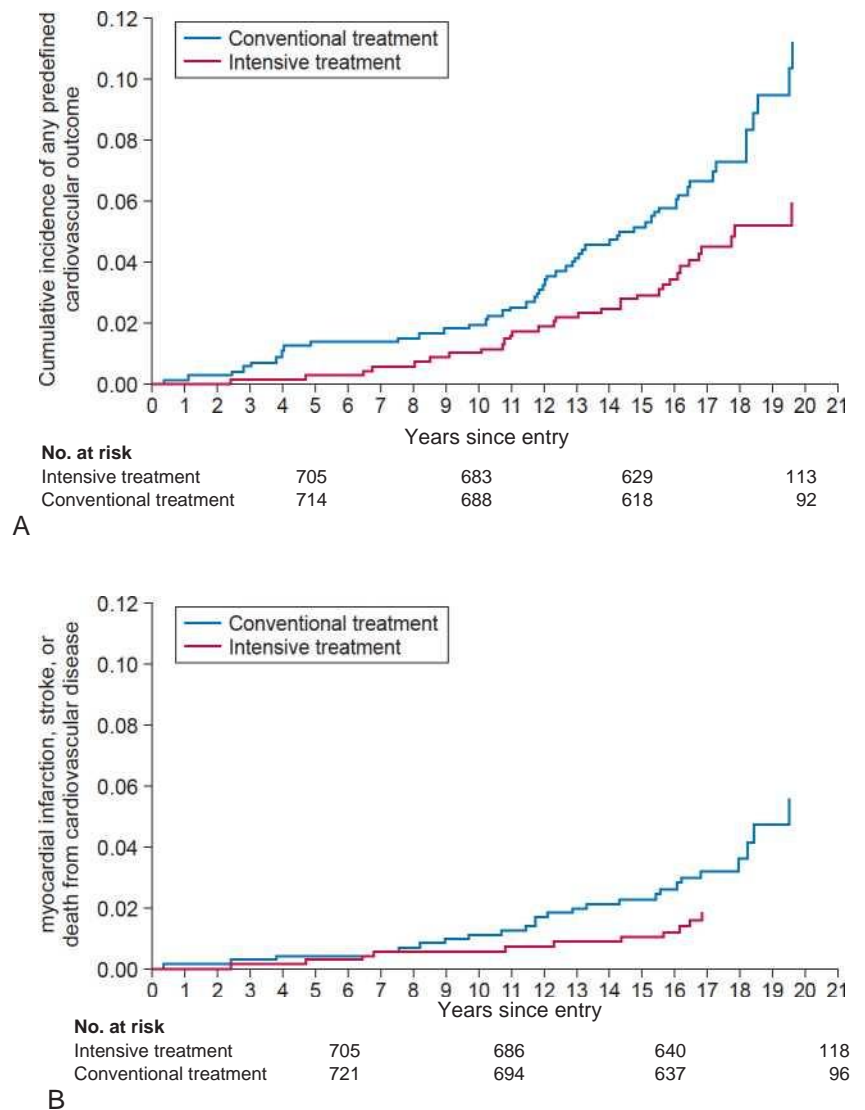 0.12
Conventional treatment
Intensive treatment
0.10
0.08
0.06
0.04
0.02
0.00
Cumulative incidence of any predefined
cardiovascular outcome
0 1 2 3 4 5 6 7 8 9 10 11 12 13 14 15 16 17 18 19 20 21
Years since entry
No. at risk
Intensive treatment 705 683 629 113
Conventional treatment 714 688 618 92
A
0.12
Conventional treatment
Intensive treatment
0.10
0.08
0.06
0.04
0.02
0.00
myocardial infarction, stroke, or
death from cardiovascular disease
0 1 2 3 4 5 6 7 8 9 10 11 12 13 14 15 16 17 18 19 20 21
Years since entry
No. at risk
Intensive treatment 705 686 640 118
Conventional treatment 721 694 637 96
B